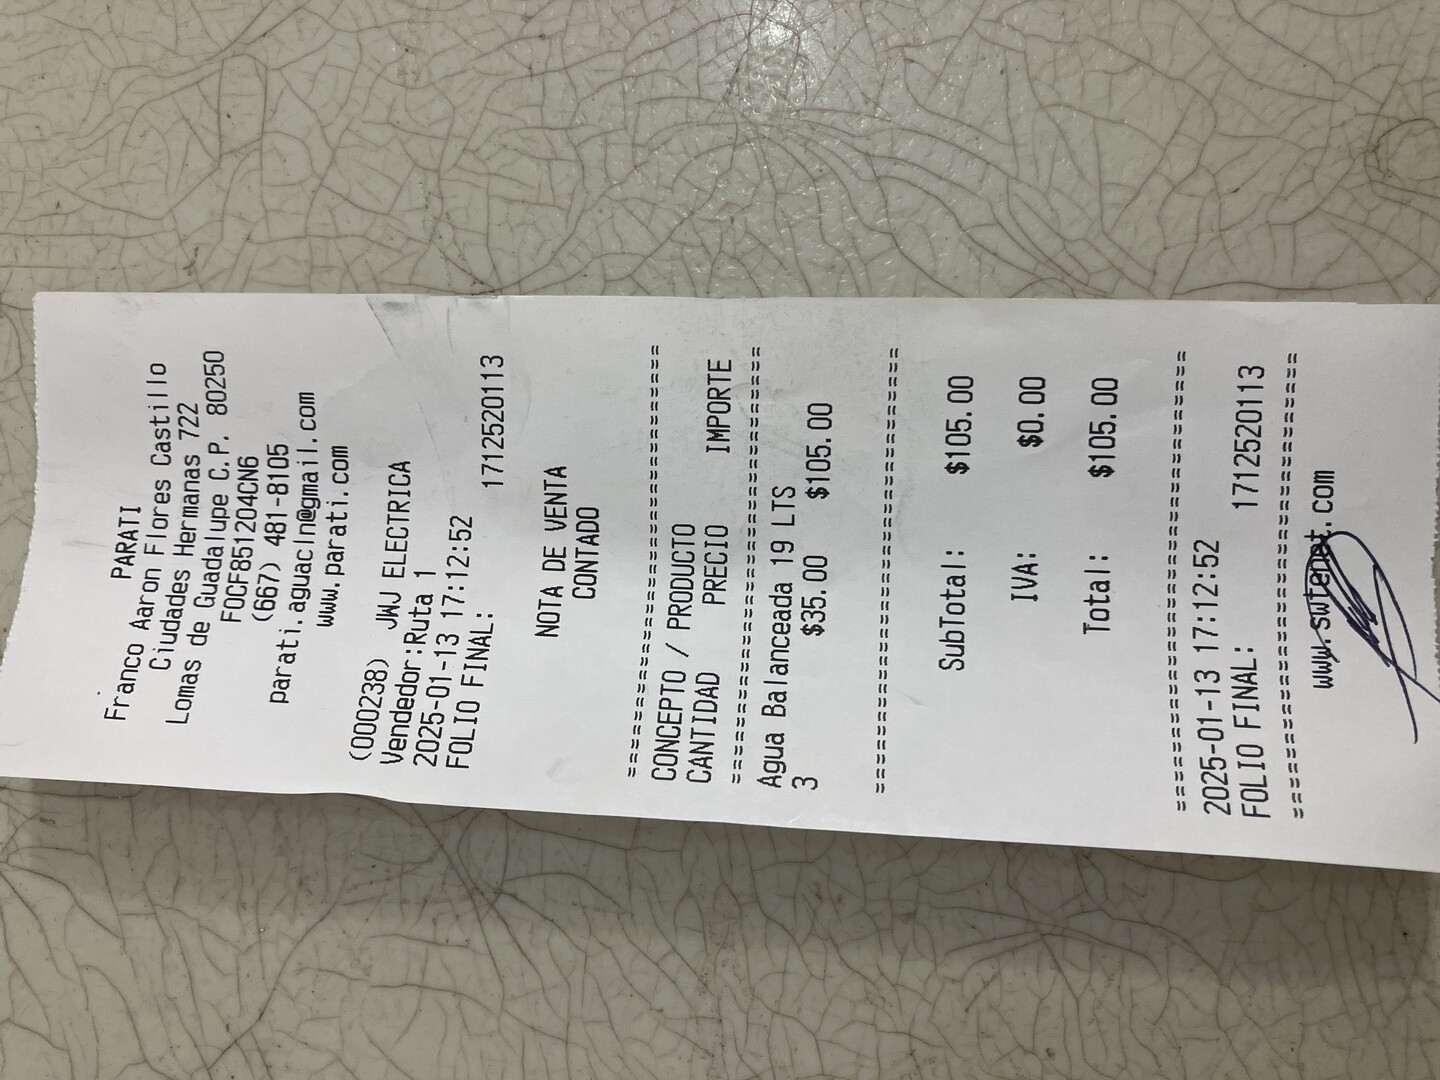 PARATI
Franco Aaron Flores Castillo
Ciudades Hermanas 722
Lomas de Guadalupe C.P. 80250
FOCF851204CN6
(667) 481-8105
parati.aguacln@gmail.com
www.parati.com
(000238) JWJ ELECTRICA
Vendedor:Ruta 1
2025-01-13 17:12:52
FOLIO FINAL: 1712520113
NOTA DE VENTA
CONTADO
===========================
CONCEPTO / PRODUCTO
CANTIDAD PRECIO IMPORTE
===========================
Agua Balanceada 19 LTS
3 $35.00 $105.00
===========================
SubTotal: $105.00
IVA: $0.00
Total: $105.00
===========================
2025-01-13 17:12:52
FOLIO FINAL: 1712520113
===========================
www.swtenet.com